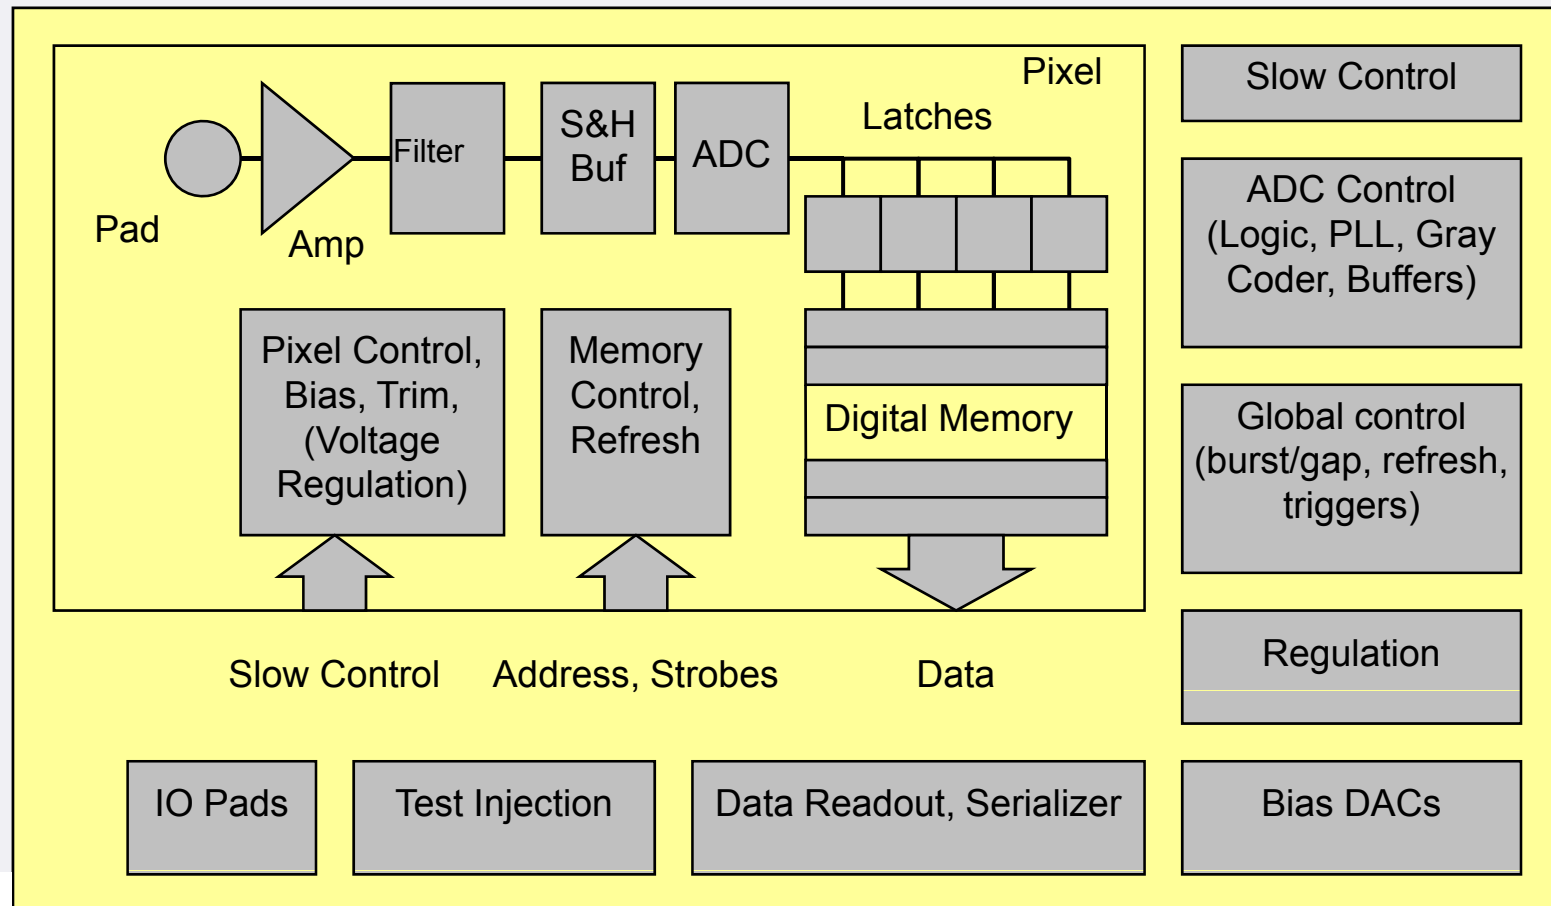 Pixel
Latches
Pad
Amp
Filter
S&H
Buf
ADC
Pixel Control,
Bias, Trim,
(Voltage
Regulation)
Memory
Control,
Refresh
Digital Memory
Slow Control
Address, Strobes
Data
Slow Control
ADC Control
(Logic, PLL, Gray
Coder, Buffers)
Global control
(burst/gap, refresh,
triggers)
Regulation
IO Pads
Test Injection
Data Readout, Serializer
Bias DACs